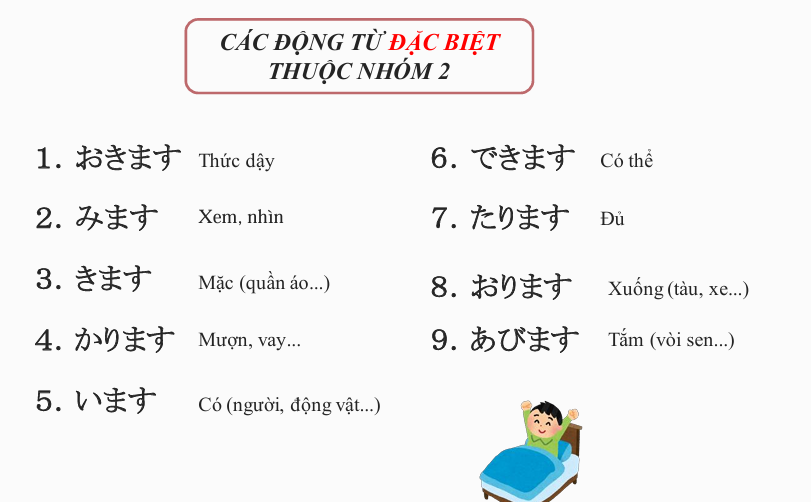 CÁC ĐỘNG TỪ ĐẶC BIỆT
THUỘC NHÓM 2
1. おきます Thức dậy
2. みます Xem, nhìn
3. きます Mặc (quần áo...)
4. かります Mượn, vay...
5. います Có (người, động vật...)
6. できます Có thể
7. たります Đủ
8. おります Xuống (tàu, xe...)
9. あびます Tắm (vòi sen...)